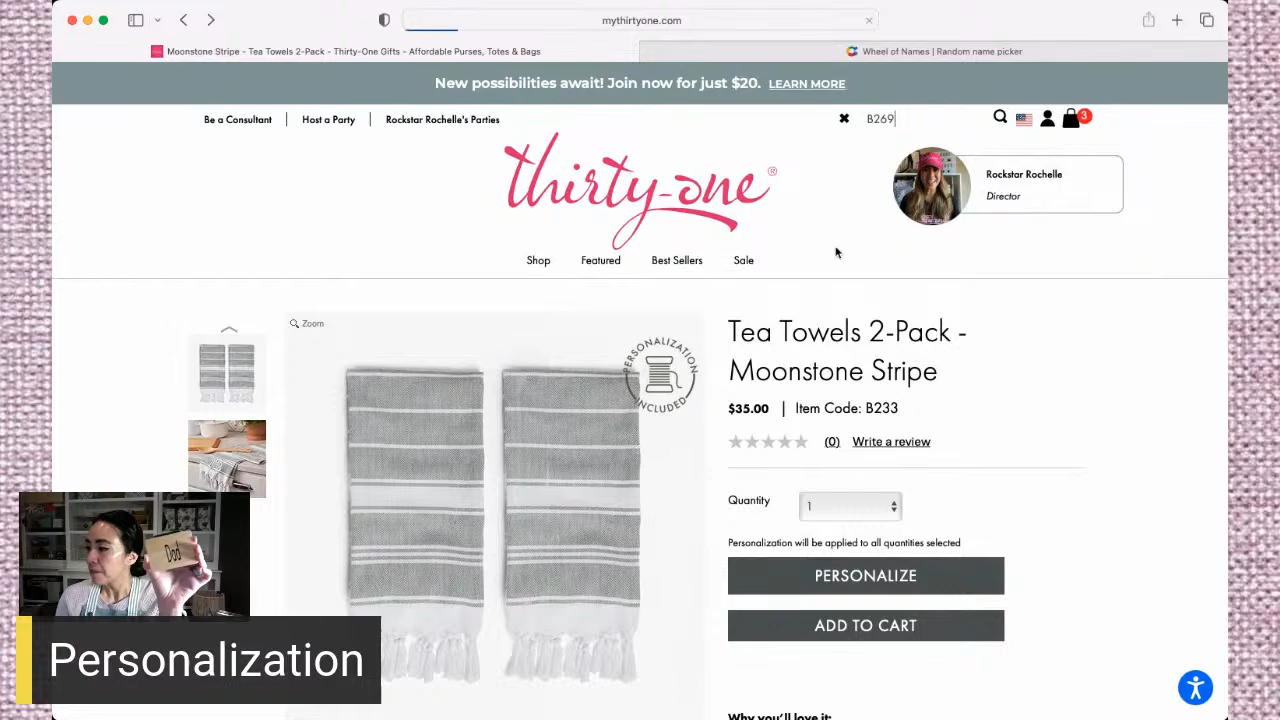 mythirtyone.com
Moonstone Stripe - Tea Towels 2-Pack - Thirty-One Gifts - Affordable Purses, Totes & Bags
Wheel of Names | Random name picker
New possibilities await! Join now for just $20. LEARN MORE
Be a Consultant
Host a Party
Rockstar Rochelle's Parties
B269
3
thirty-one®
Rockstar Rochelle
Director
Shop
Featured
Best Sellers
Sale
Zoom
PERSONALIZATION
INCLUDED
Tea Towels 2-Pack -
Moonstone Stripe
$35.00 | Item Code: B233
(0) Write a review
Quantity
1
Personalization will be applied to all quantities selected
PERSONALIZE
ADD TO CART
Why you'll love it:
Dad
Personalization